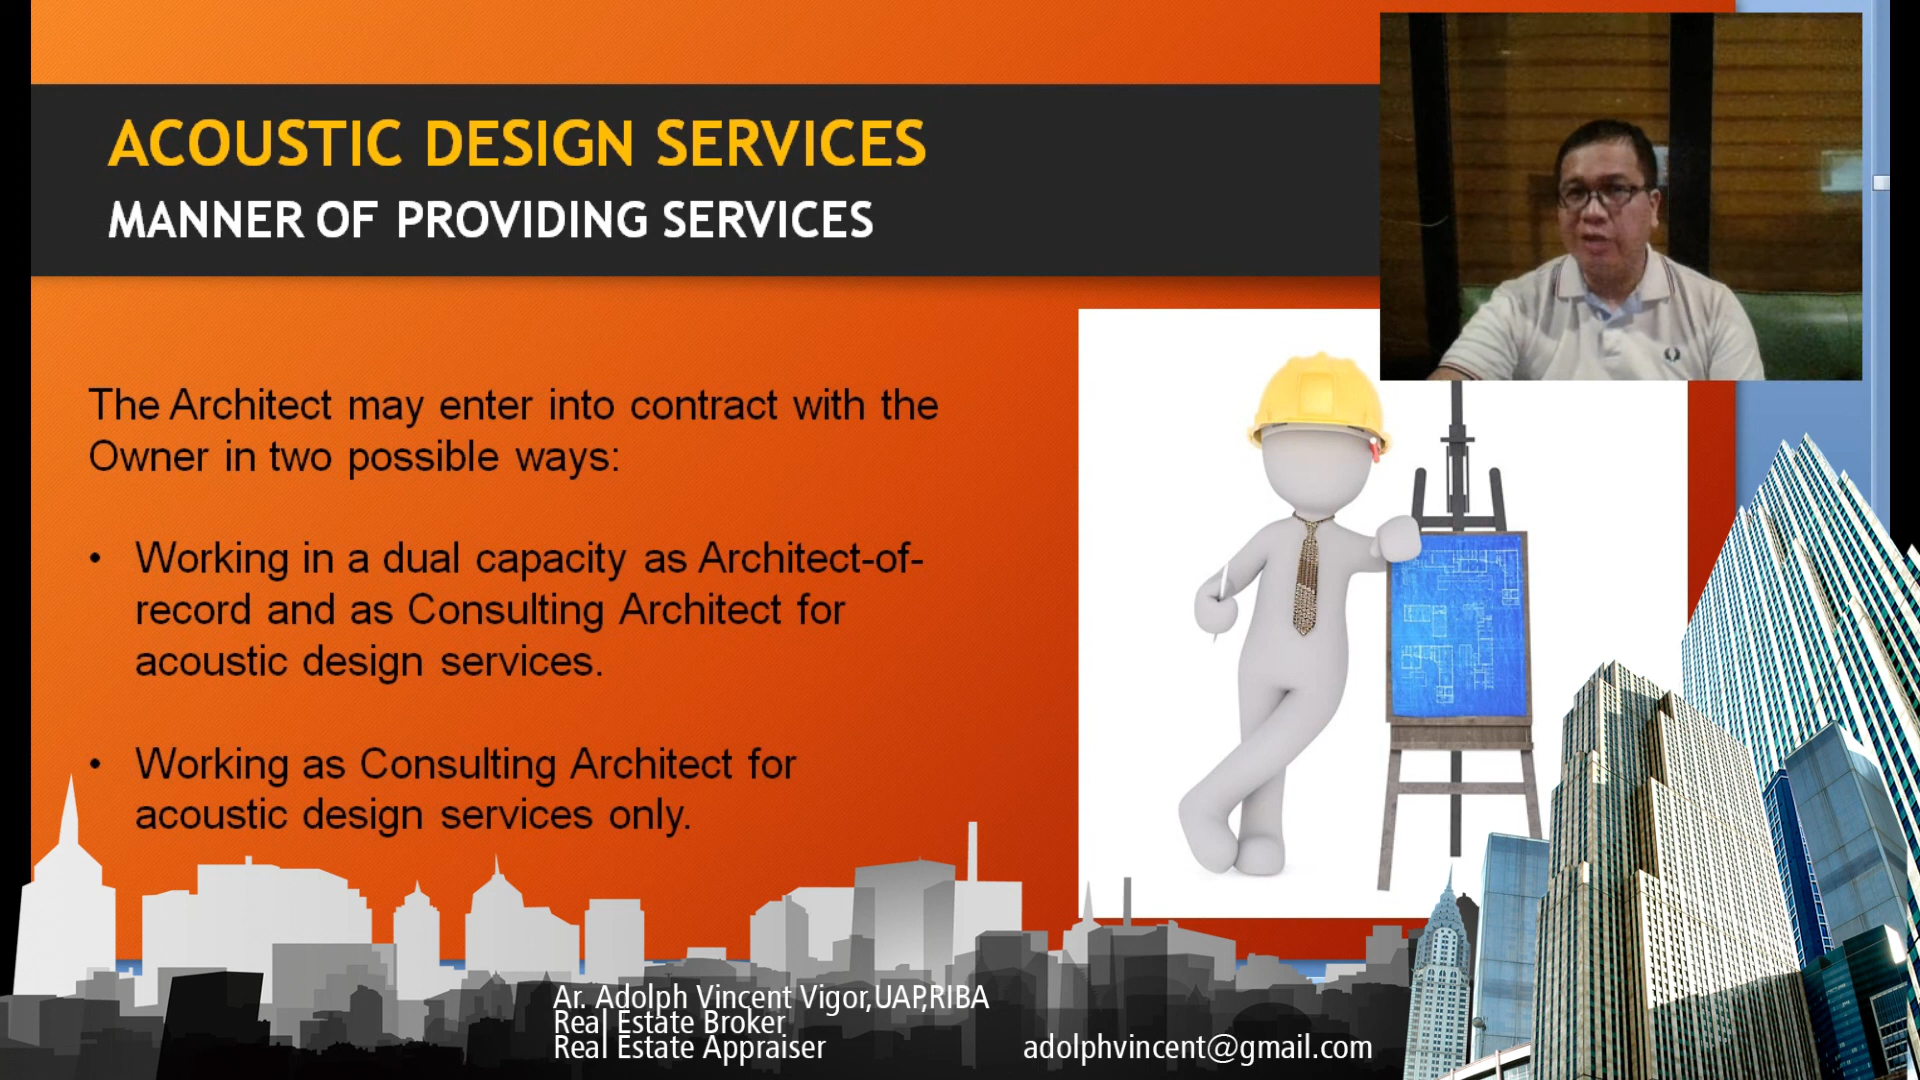 ACOUSTIC DESIGN SERVICES
MANNER OF PROVIDING SERVICES
The Architect may enter into contract with the
Owner in two possible ways:
• Working in a dual capacity as Architect-of-
record and as Consulting Architect for
acoustic design services.
• Working as Consulting Architect for
acoustic design services only.
Ar. Adolph Vincent Vigor,UAP,RIBA
Real Estate Broker
Real Estate Appraiser
adolphvincent@gmail.com